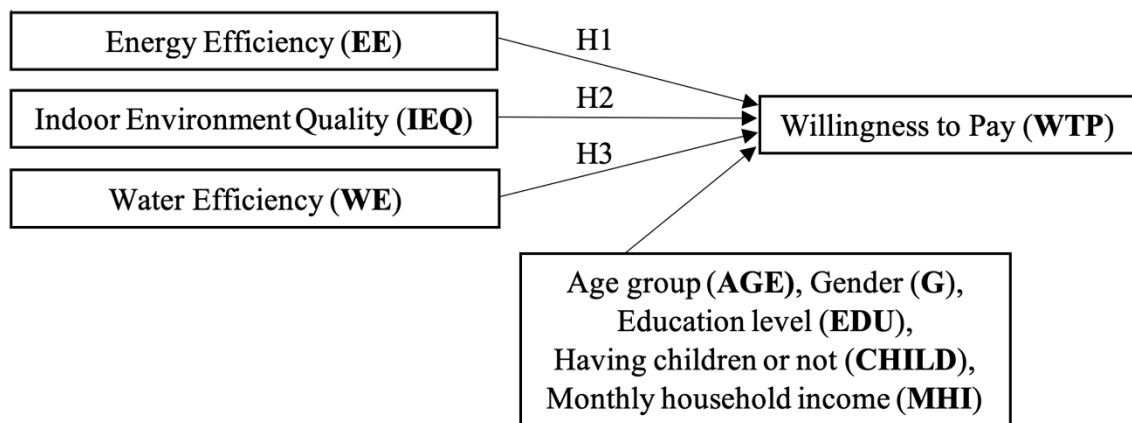 Energy Efficiency (EE)
H1
Indoor Environment Quality (IEQ)
H2
Willingness to Pay (WTP)
H3
Water Efficiency (WE)
Age group (AGE), Gender (G),
Education level (EDU),
Having children or not (CHILD),
Monthly household income (MHI)